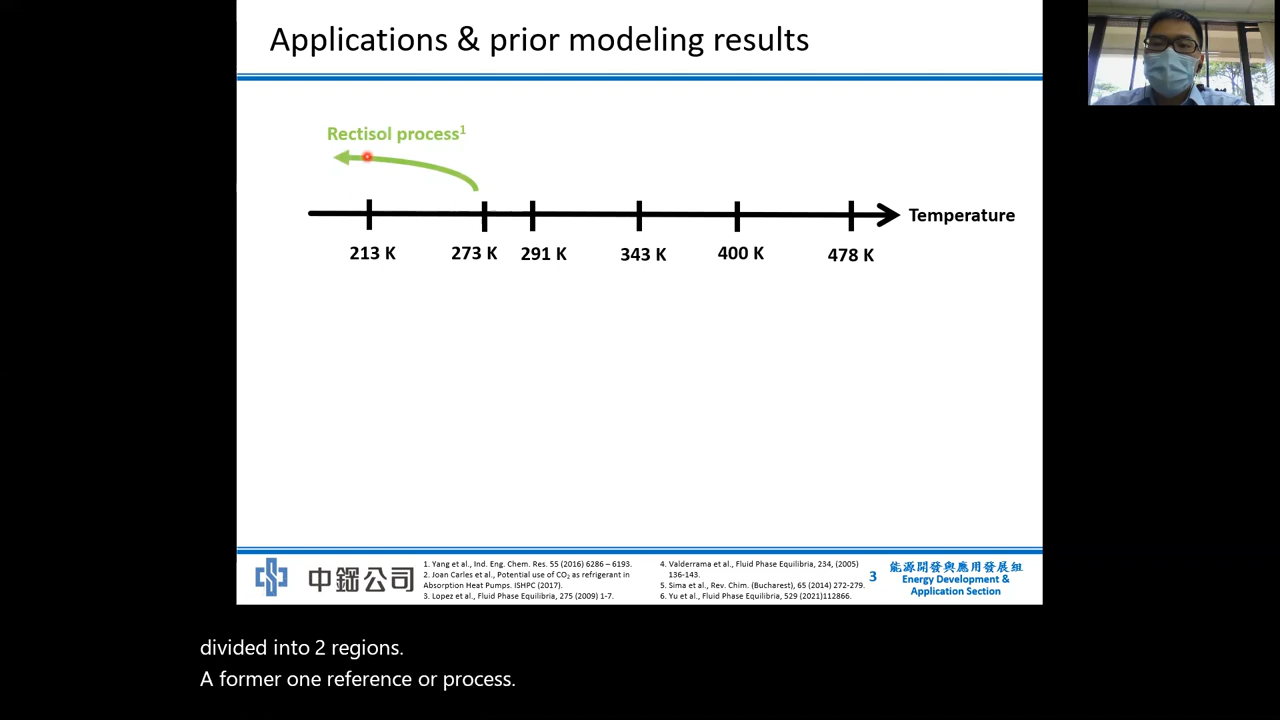 Applications & prior modeling results
Rectisol process1
Temperature
213 K 273 K 291 K 343 K 400 K 478 K
中鋼公司
1. Yang et al., Ind. Eng. Chem. Res. 55 (2016) 6286 – 6193.
2. Joan Carles et al., Potential use of CO2 as refrigerant in
Absorption Heat Pumps. ISHPC (2017).
3. Lopez et al., Fluid Phase Equilibria, 275 (2009) 1-7.
4. Valderrama et al., Fluid Phase Equilibria, 234, (2005)
136-143.
5. Sima et al., Rev. Chim. (Bucharest), 65 (2014) 272-279.
6. Yu et al., Fluid Phase Equilibria, 529 (2021)112866.
3
能源開發與應用發展組
Energy Development &
Application Section
divided into 2 regions.
A former one reference or process.